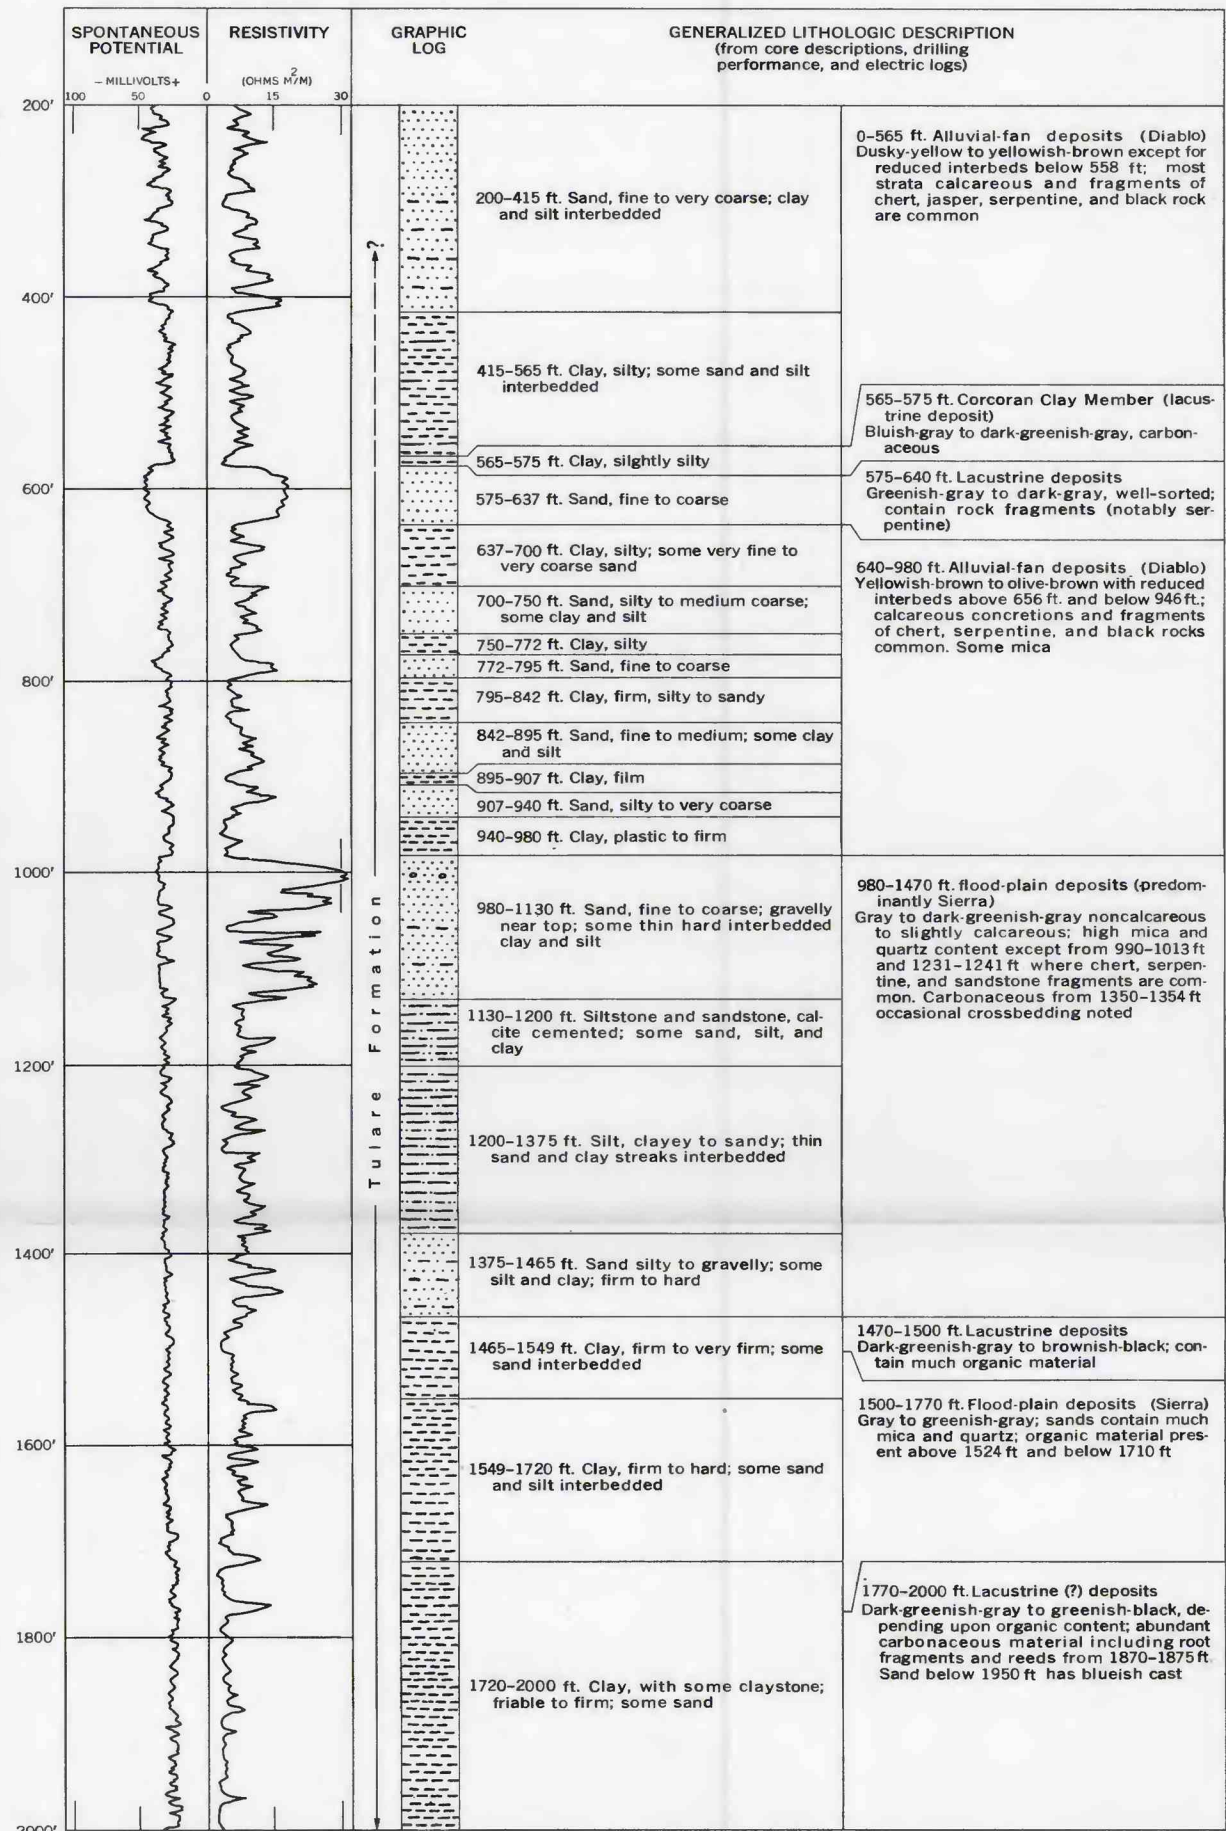 SPONTANEOUS
POTENTIAL
RESISTIVITY
GRAPHIC
LOG
GENERALIZED LITHOLOGIC DESCRIPTION
(from core descriptions, drilling
performance, and electric logs)
– MILLIVOLTS+
(OHMS M²/M)
100 50 0 15 30
200'
400'
600'
800'
1000'
1200'
1400'
1600'
1800'
2000'
?
Tulare Formation
200–415 ft. Sand, fine to very coarse; clay
and silt interbedded
415–565 ft. Clay, silty; some sand and silt
interbedded
565–575 ft. Clay, silghtly silty
575–637 ft. Sand, fine to coarse
637–700 ft. Clay, silty; some very fine to
very coarse sand
700–750 ft. Sand, silty to medium coarse;
some clay and silt
750–772 ft. Clay, silty
772–795 ft. Sand, fine to coarse
795–842 ft. Clay, firm, silty to sandy
842–895 ft. Sand, fine to medium; some clay
and silt
895–907 ft. Clay, film
907–940 ft. Sand, silty to very coarse
940–980 ft. Clay, plastic to firm
980–1130 ft. Sand, fine to coarse; gravelly
near top; some thin hard interbedded
clay and silt
1130–1200 ft. Siltstone and sandstone, cal-
cite cemented; some sand, silt, and
clay
1200–1375 ft. Silt, clayey to sandy; thin
sand and clay streaks interbedded
1375–1465 ft. Sand silty to gravelly; some
silt and clay; firm to hard
1465–1549 ft. Clay, firm to very firm; some
sand interbedded
1549–1720 ft. Clay, firm to hard; some sand
and silt interbedded
1720–2000 ft. Clay, with some claystone;
friable to firm; some sand
0–565 ft. Alluvial-fan deposits (Diablo)
Dusky-yellow to yellowish-brown except for
reduced interbeds below 558 ft; most
strata calcareous and fragments of
chert, jasper, serpentine, and black rock
are common
565–575 ft. Corcoran Clay Member (lacus-
trine deposit)
Bluish-gray to dark-greenish-gray, carbon-
aceous
575–640 ft. Lacustrine deposits
Greenish-gray to dark-gray, well-sorted;
contain rock fragments (notably ser-
pentine)
640–980 ft. Alluvial-fan deposits (Diablo)
Yellowish-brown to olive-brown with reduced
interbeds above 656 ft. and below 946 ft.;
calcareous concretions and fragments
of chert, serpentine, and black rocks
common. Some mica
980–1470 ft. flood-plain deposits (predom-
inantly Sierra)
Gray to dark-greenish-gray noncalcareous
to slightly calcareous; high mica and
quartz content except from 990–1013 ft
and 1231–1241 ft where chert, serpen-
tine, and sandstone fragments are com-
mon. Carbonaceous from 1350–1354 ft
occasional crossbedding noted
1470–1500 ft. Lacustrine deposits
Dark-greenish-gray to brownish-black; con-
tain much organic material
1500–1770 ft. Flood-plain deposits (Sierra)
Gray to greenish-gray; sands contain much
mica and quartz; organic material pres-
ent above 1524 ft and below 1710 ft
1770–2000 ft. Lacustrine (?) deposits
Dark-greenish-gray to greenish-black, de-
pending upon organic content; abundant
carbonaceous material including root
fragments and reeds from 1870–1875 ft.
Sand below 1950 ft has blueish cast